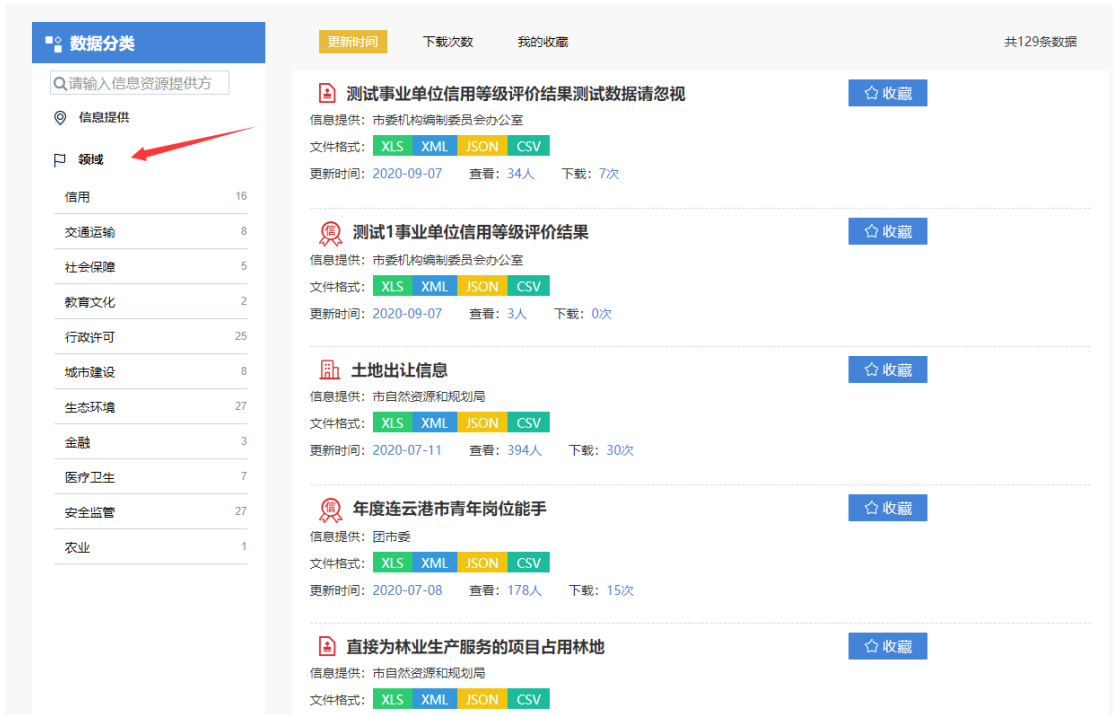 数据分类
请输入信息资源提供方
信息提供
领域
信用 16
交通运输 8
社会保障 5
教育文化 2
行政许可 25
城市建设 8
生态环境 27
金融 3
医疗卫生 7
安全监管 27
农业 1
更新时间 下载次数 我的收藏 共129条数据
测试事业单位信用等级评价结果测试数据请忽视 收藏
信息提供：市委机构编制委员会办公室
文件格式： XLS XML JSON CSV
更新时间：2020-09-07 查看：34人 下载：7次
信 测试1事业单位信用等级评价结果 收藏
信息提供：市委机构编制委员会办公室
文件格式： XLS XML JSON CSV
更新时间：2020-09-07 查看：3人 下载：0次
土地出让信息 收藏
信息提供：市自然资源和规划局
文件格式： XLS XML JSON CSV
更新时间：2020-07-11 查看：394人 下载：30次
信 年度连云港市青年岗位能手 收藏
信息提供：团市委
文件格式： XLS XML JSON CSV
更新时间：2020-07-08 查看：178人 下载：15次
直接为林业生产服务的项目占用林地 收藏
信息提供：市自然资源和规划局
文件格式： XLS XML JSON CSV